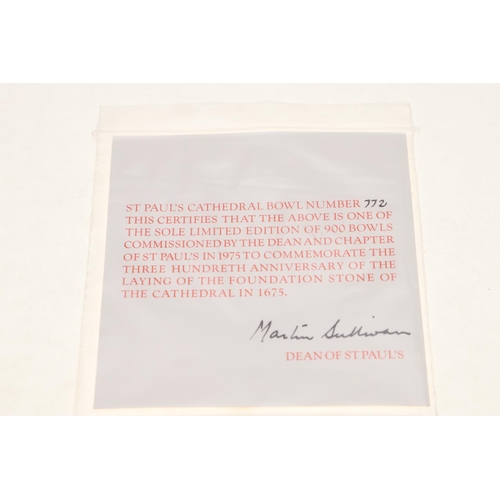 ST PAUL'S CATHEDRAL BOWL NUMBER 772
THIS CERTIFIES THAT THE ABOVE IS ONE OF
THE SOLE LIMITED EDITION OF 900 BOWLS
COMMISSIONED BY THE DEAN AND CHAPTER
OF ST PAUL'S IN 1975 TO COMMEMORATE THE
THREE HUNDRETH ANNIVERSARY OF THE
LAYING OF THE FOUNDATION STONE OF
THE CATHEDRAL IN 1675.
Martin Sullivan
DEAN OF ST PAUL'S